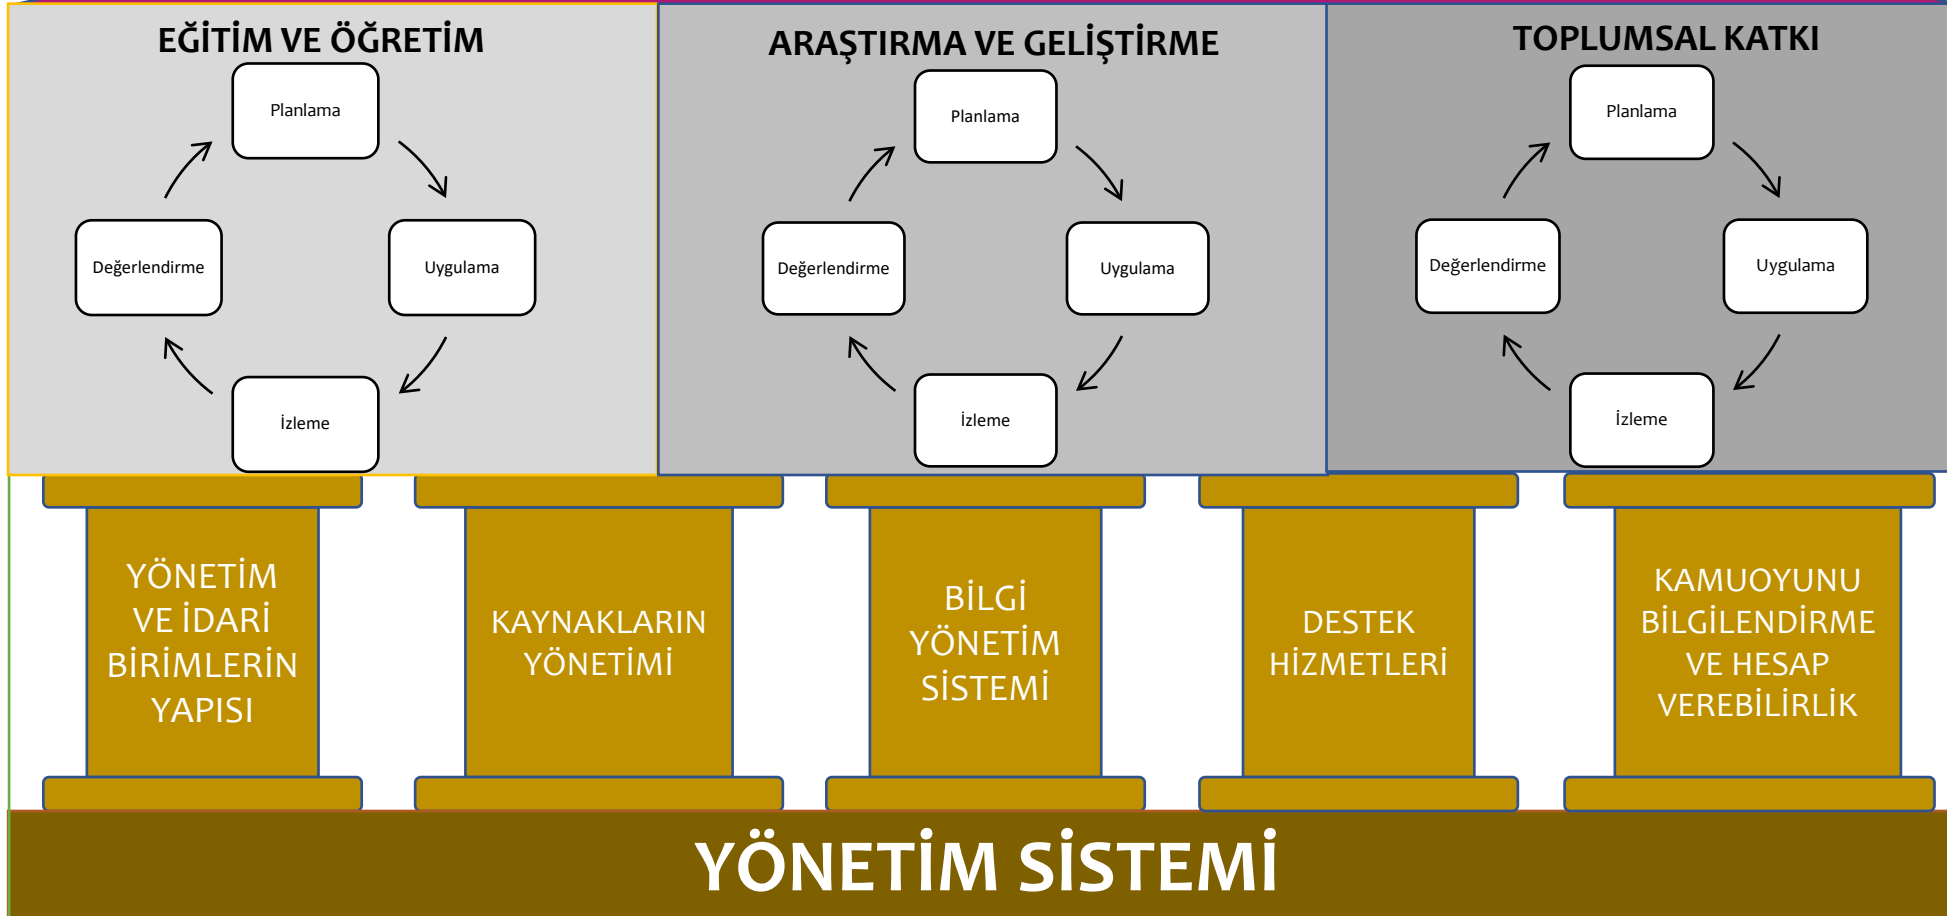 EĞİTİM VE ÖĞRETİM
Planlama
Değerlendirme
Uygulama
İzleme
ARAŞTIRMA VE GELİŞTİRME
Planlama
Değerlendirme
Uygulama
İzleme
TOPLUMSAL KATKI
Planlama
Değerlendirme
Uygulama
İzleme
YÖNETİM
VE İDARİ
BİRİMLERİN
YAPISI
KAYNAKLARIN
YÖNETİMİ
BİLGİ
YÖNETİM
SİSTEMİ
DESTEK
HİZMETLERİ
KAMUOYUNU
BİLGİLENDİRME
VE HESAP
VEREBİLİRLİK
YÖNETİM SİSTEMİ